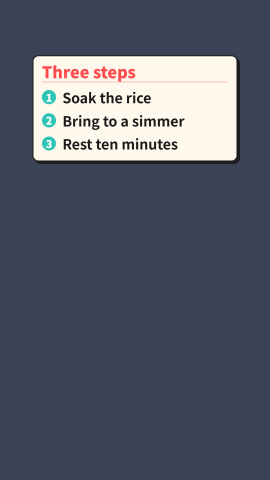 Three steps
1 Soak the rice
2 Bring to a simmer
3 Rest ten minutes